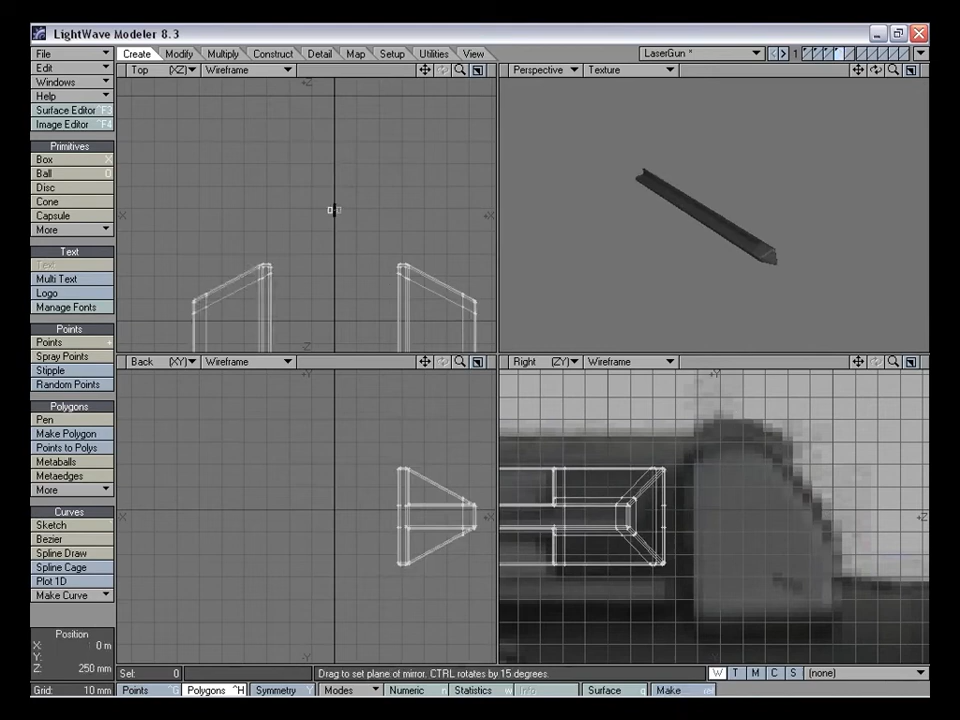 LightWave Modeler 8.3
File Create Modify Multiply Construct Detail Map Setup Utilities View LaserGun * 1
Edit Top (XZ) Wireframe Perspective Texture
Windows
Help
Surface Editor F3
Image Editor ^F4
Primitives
Box X
Ball O
Disc
Cone
Capsule
More
Text
Text
Multi Text
Logo
Manage Fonts
Points
Points +
Spray Points
Stipple
Random Points
Back (XY) Wireframe Right (ZY) Wireframe
Polygons
Pen
Make Polygon
Points to Polys
Metaballs
Metaedges
More
Curves
Sketch
Bezier
Spline Draw
Spline Cage
Plot 1D
Make Curve
Position
X: 0 m
Y:
Z: 250 mm
Sel: 0 Drag to set plane of mirror. CTRL rotates by 15 degrees. W T M C S (none)
Grid: 10 mm Points ^G Polygons ^H Symmetry Y Modes Numeric n Statistics w Info i Surface q Make ret